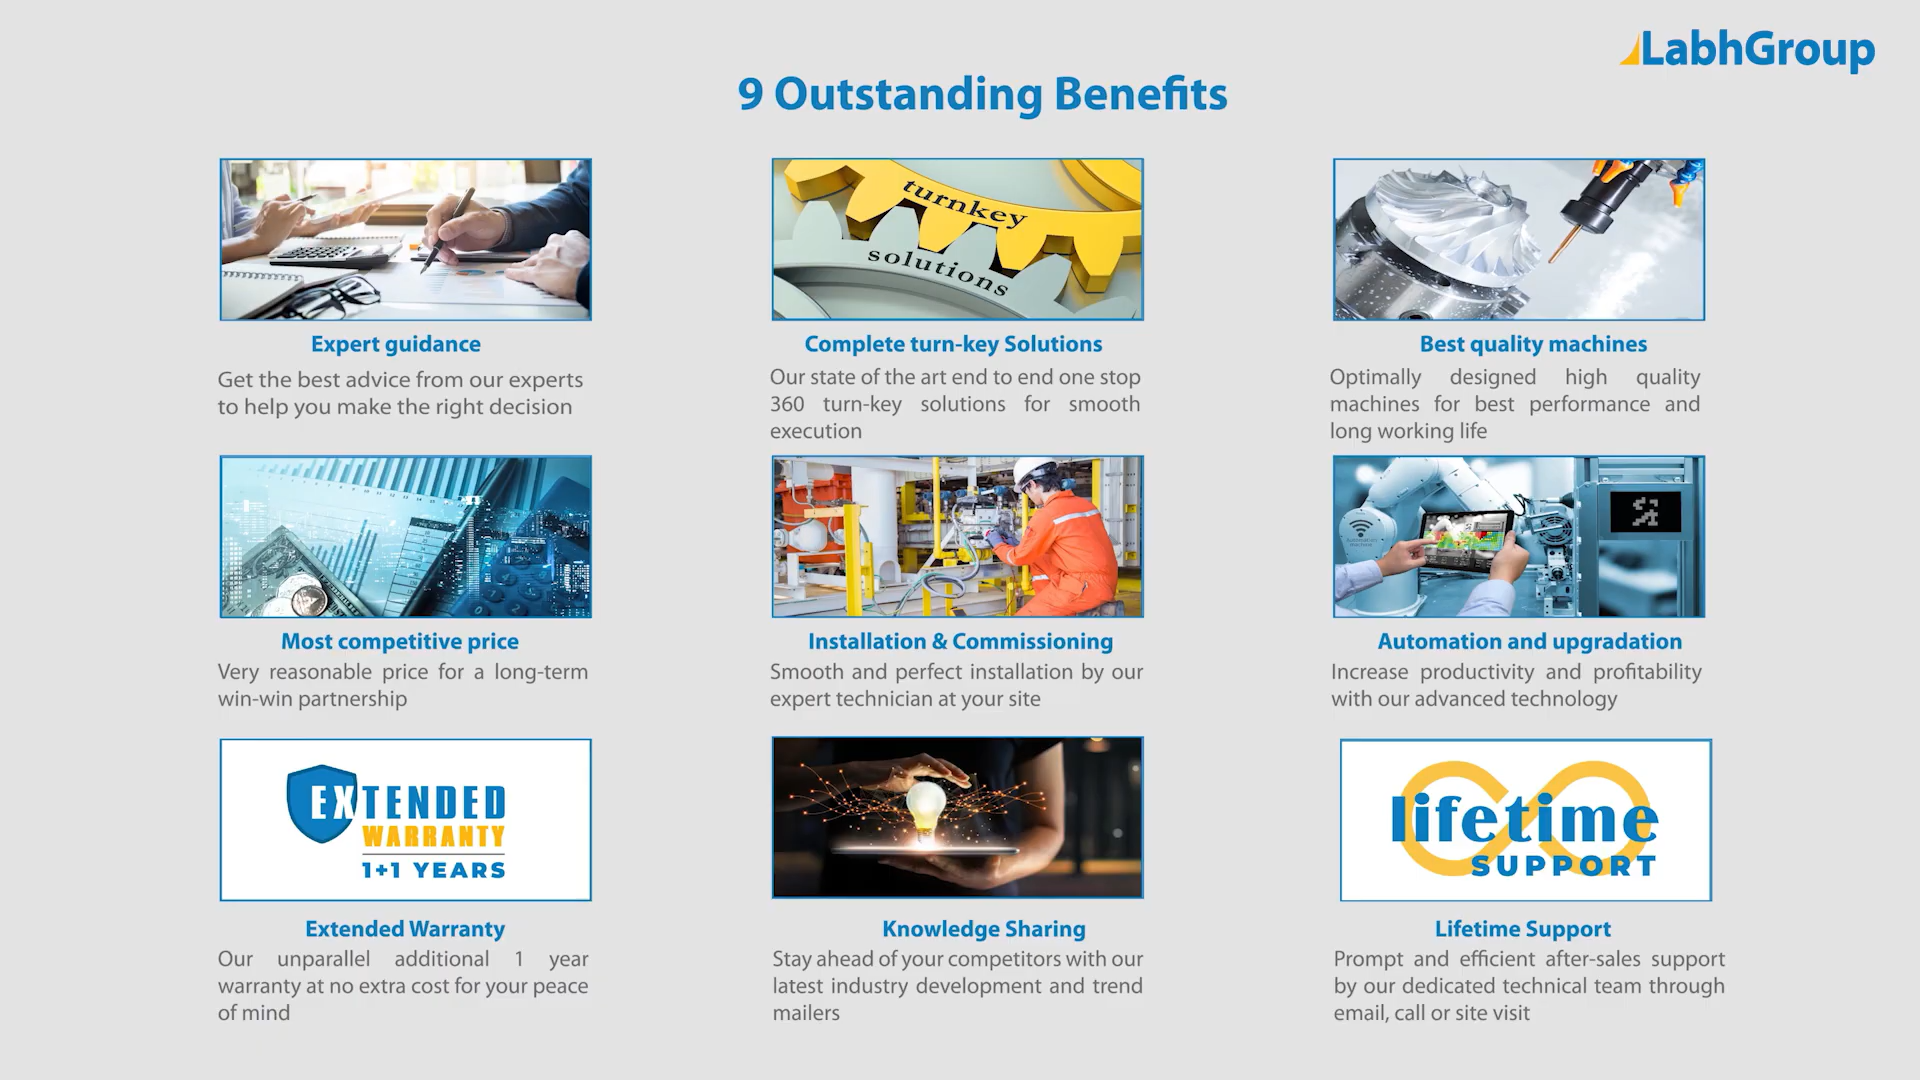 LabhGroup
9 Outstanding Benefits
turnkey
solutions
Expert guidance
Get the best advice from our experts
to help you make the right decision
Complete turn-key Solutions
Our state of the art end to end one stop
360 turn-key solutions for smooth
execution
Best quality machines
Optimally designed high quality
machines for best performance and
long working life
Most competitive price
Very reasonable price for a long-term
win-win partnership
Installation & Commissioning
Smooth and perfect installation by our
expert technician at your site
Automation and upgradation
Increase productivity and profitability
with our advanced technology
EXTENDED
WARRANTY
1+1 YEARS
Extended Warranty
Our unparallel additional 1 year
warranty at no extra cost for your peace
of mind
Knowledge Sharing
Stay ahead of your competitors with our
latest industry development and trend
mailers
lifetime
SUPPORT
Lifetime Support
Prompt and efficient after-sales support
by our dedicated technical team through
email, call or site visit